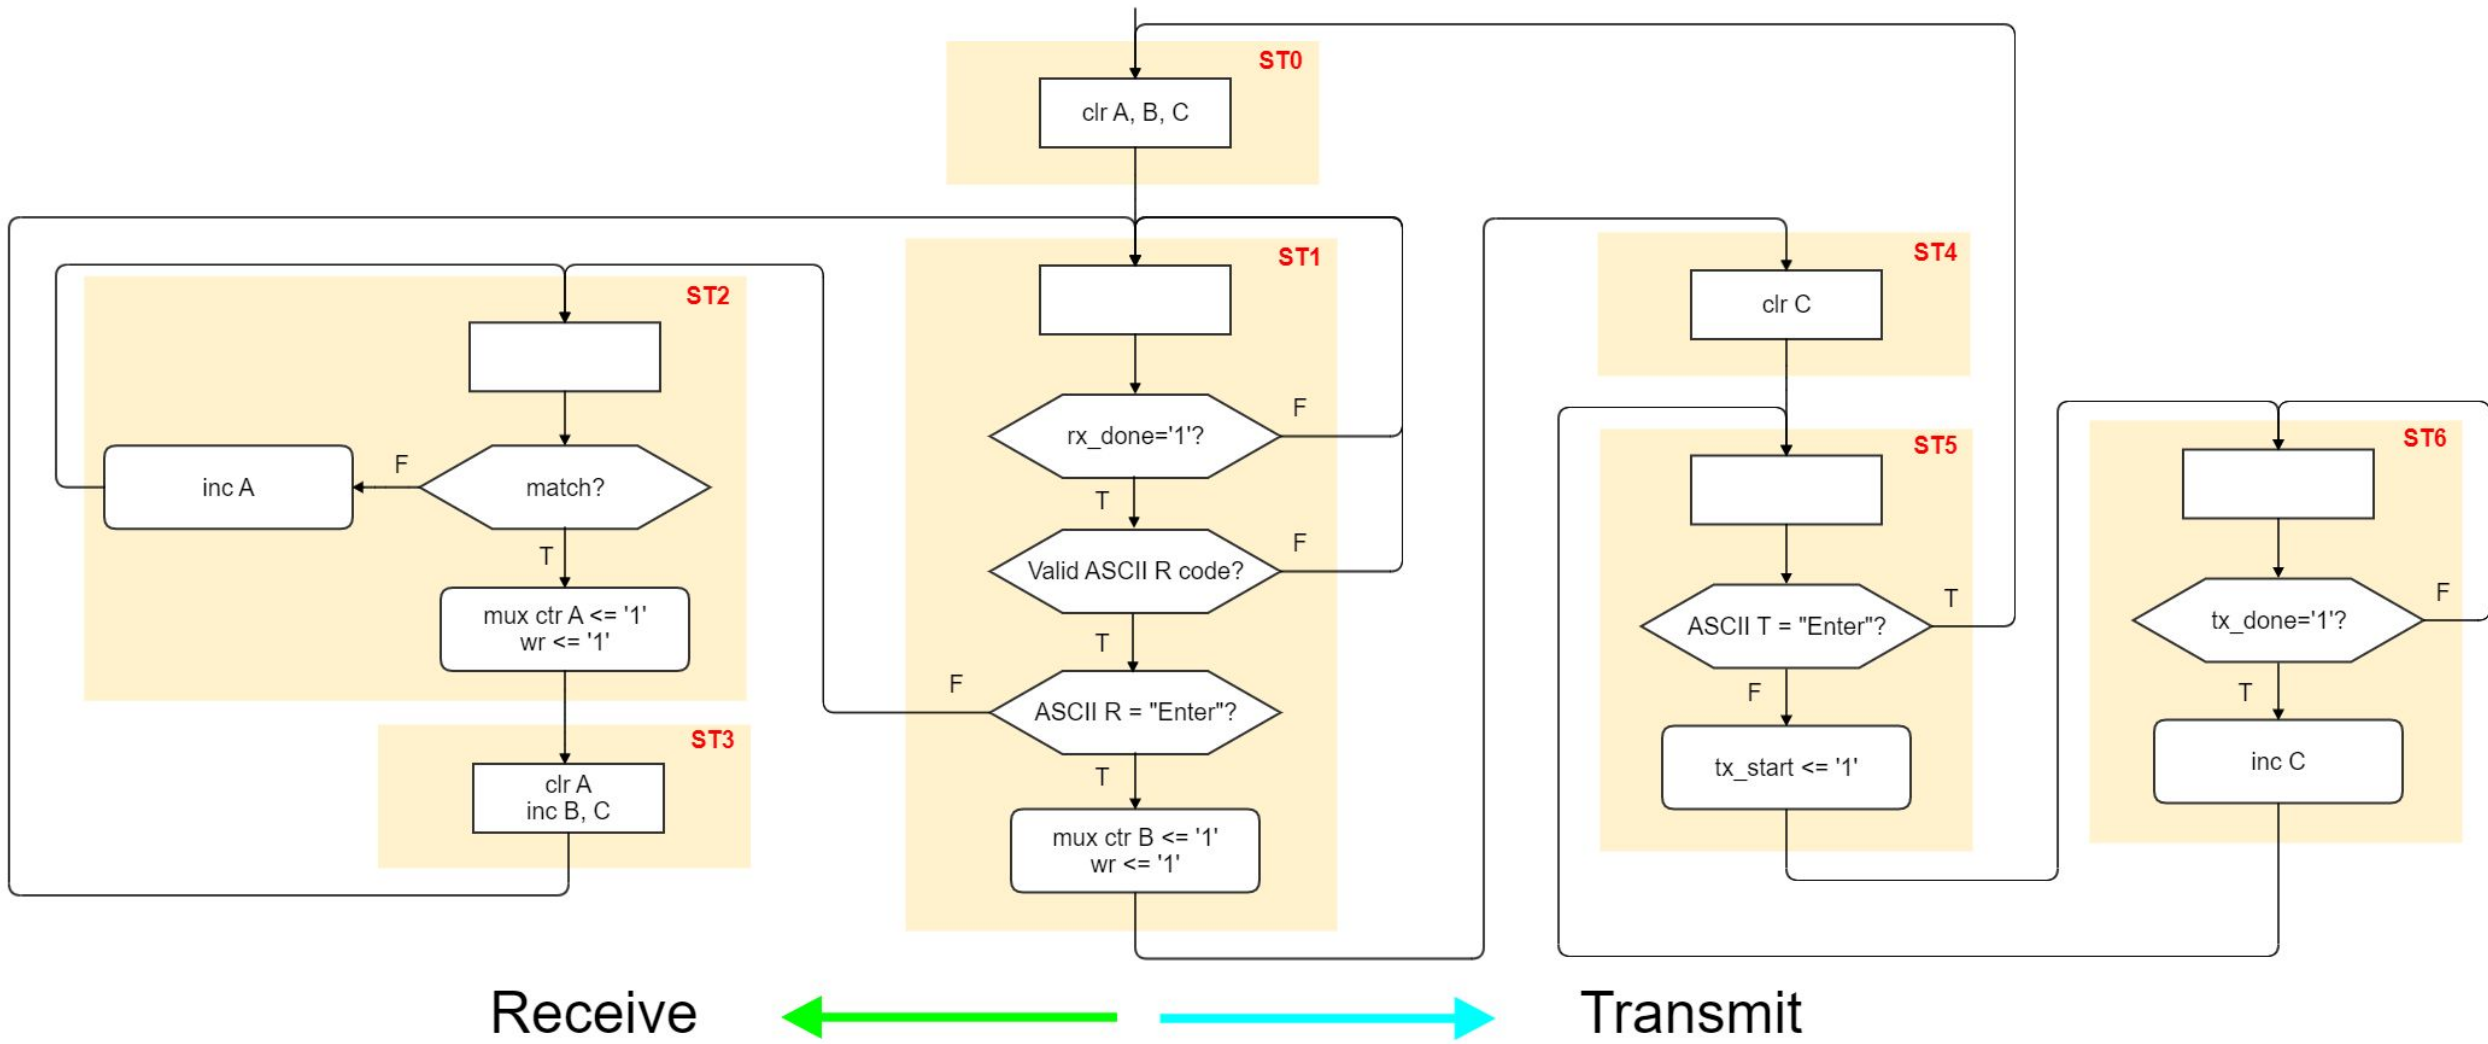 ST0
clr A, B, C
ST1
rx_done='1'?
F
T
Valid ASCII R code?
F
T
ASCII R = "Enter"?
F
T
mux ctr B <= '1'
wr <= '1'
ST2
match?
F
inc A
T
mux ctr A <= '1'
wr <= '1'
ST3
clr A
inc B, C
ST4
clr C
ST5
ASCII T = "Enter"?
T
F
tx_start <= '1'
ST6
tx_done='1'?
F
T
inc C
Receive
Transmit